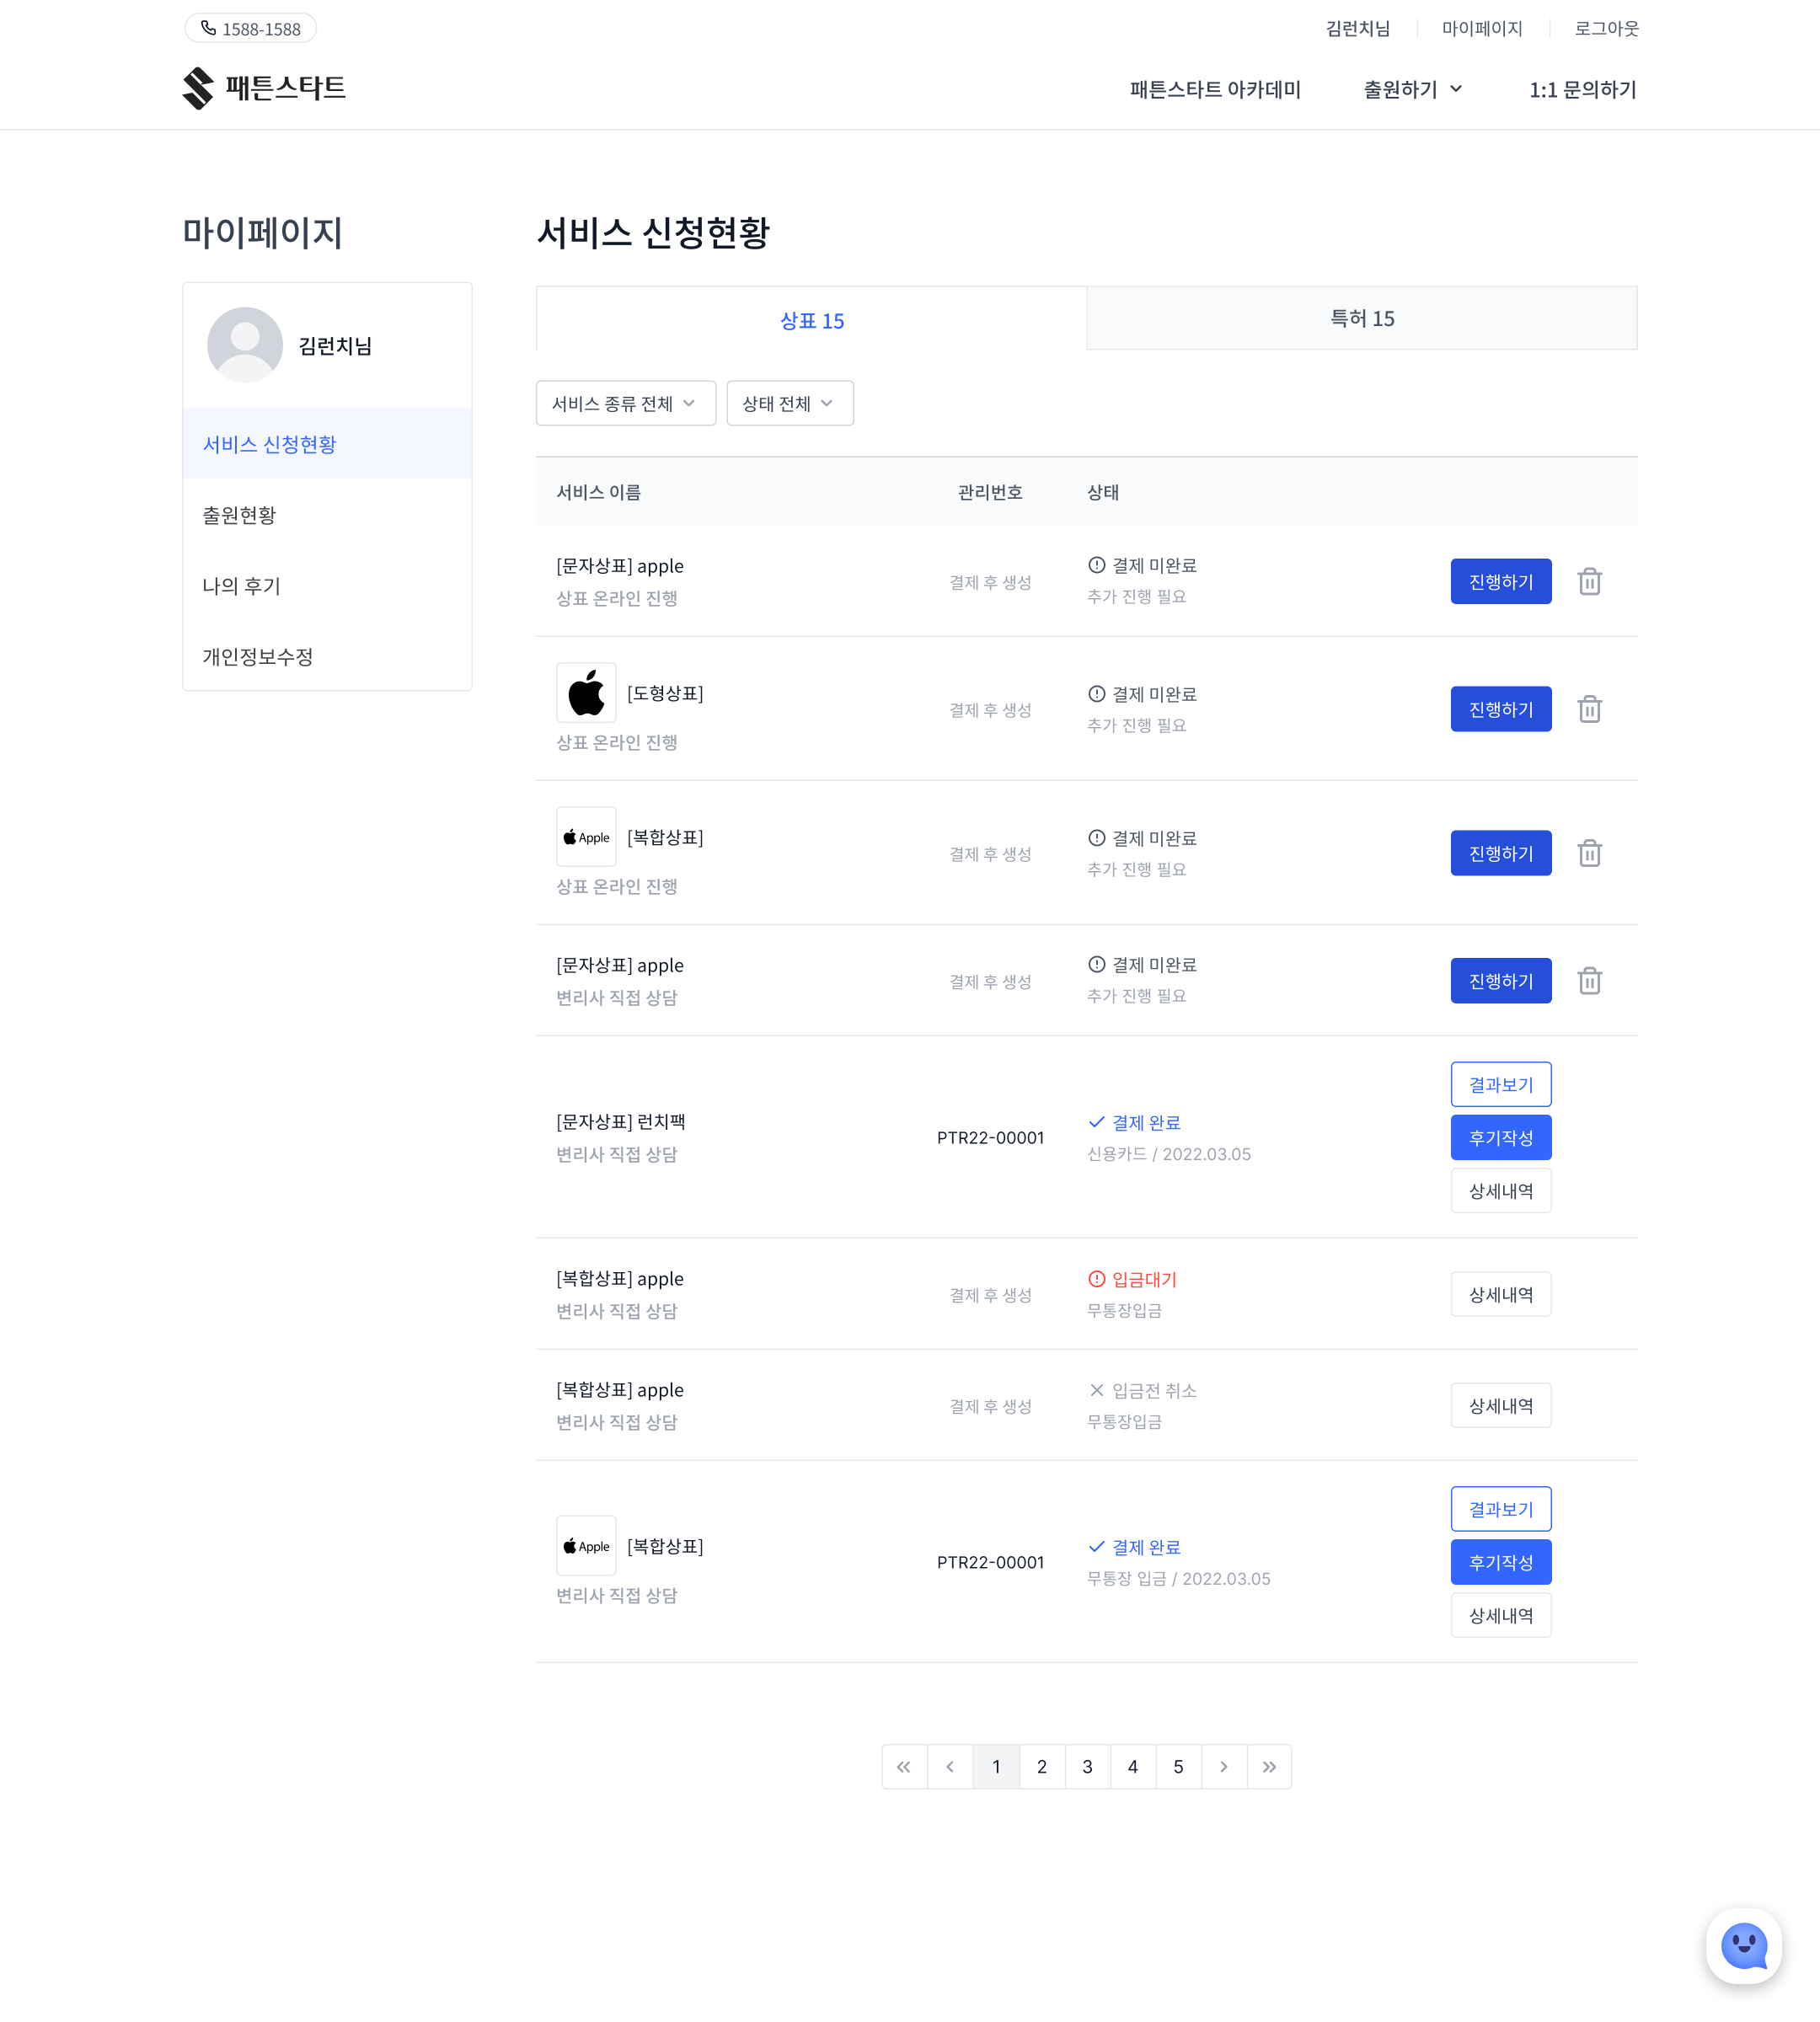 1588-1588
김런치님
마이페이지
로그아웃
패튼스타트
패튼스타트 아카데미
출원하기
1:1 문의하기
마이페이지
김런치님
서비스 신청현황
출원현황
나의 후기
개인정보수정
서비스 신청현황
상표 15
특허 15
서비스 종류 전체
상태 전체
서비스 이름
관리번호
상태
[문자상표] apple
상표 온라인 진행
결제 후 생성
결제 미완료
추가 진행 필요
진행하기
[도형상표]
상표 온라인 진행
결제 후 생성
결제 미완료
추가 진행 필요
진행하기
Apple
[복합상표]
상표 온라인 진행
결제 후 생성
결제 미완료
추가 진행 필요
진행하기
[문자상표] apple
변리사 직접 상담
결제 후 생성
결제 미완료
추가 진행 필요
진행하기
[문자상표] 런치팩
변리사 직접 상담
PTR22-00001
결제 완료
신용카드 / 2022.03.05
결과보기
후기작성
상세내역
[복합상표] apple
변리사 직접 상담
결제 후 생성
입금대기
무통장입금
상세내역
[복합상표] apple
변리사 직접 상담
결제 후 생성
입금전 취소
무통장입금
상세내역
Apple
[복합상표]
변리사 직접 상담
PTR22-00001
결제 완료
무통장 입금 / 2022.03.05
결과보기
후기작성
상세내역
1 2 3 4 5